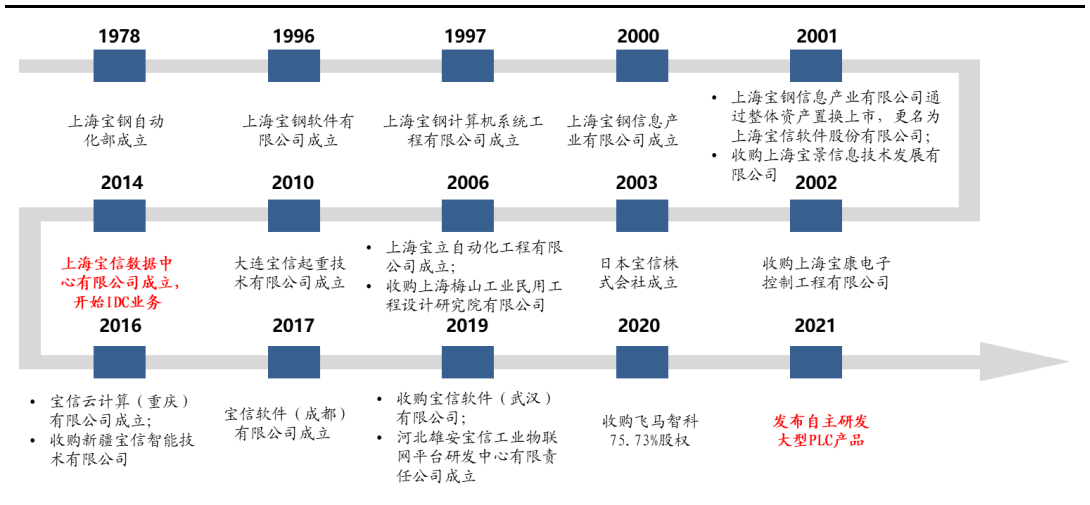 1978
上海宝钢自动
化部成立
1996
上海宝钢软件有
限公司成立
1997
上海宝钢计算机系统工
程有限公司成立
2000
上海宝钢信息产
业有限公司成立
2001
• 上海宝钢信息产业有限公司通
过整体资产置换上市，更名为
上海宝信软件股份有限公司；
• 收购上海宝景信息技术发展有
限公司
2002
收购上海宝康电子
控制工程有限公司
2003
日本宝信株
式会社成立
2006
• 上海宝立自动化工程有限
公司成立；
• 收购上海梅山工业民用工
程设计研究院有限公司
2010
大连宝信起重技
术有限公司成立
2014
上海宝信数据中
心有限公司成立，
开始IDC业务
2016
• 宝信云计算（重庆）
有限公司成立；
• 收购新疆宝信智能技
术有限公司
2017
宝信软件（成都）
有限公司成立
2019
• 收购宝信软件（武汉）
有限公司；
• 河北雄安宝信工业物联
网平台研发中心有限责
任公司成立
2020
收购飞马智科
75.73%股权
2021
发布自主研发
大型PLC产品